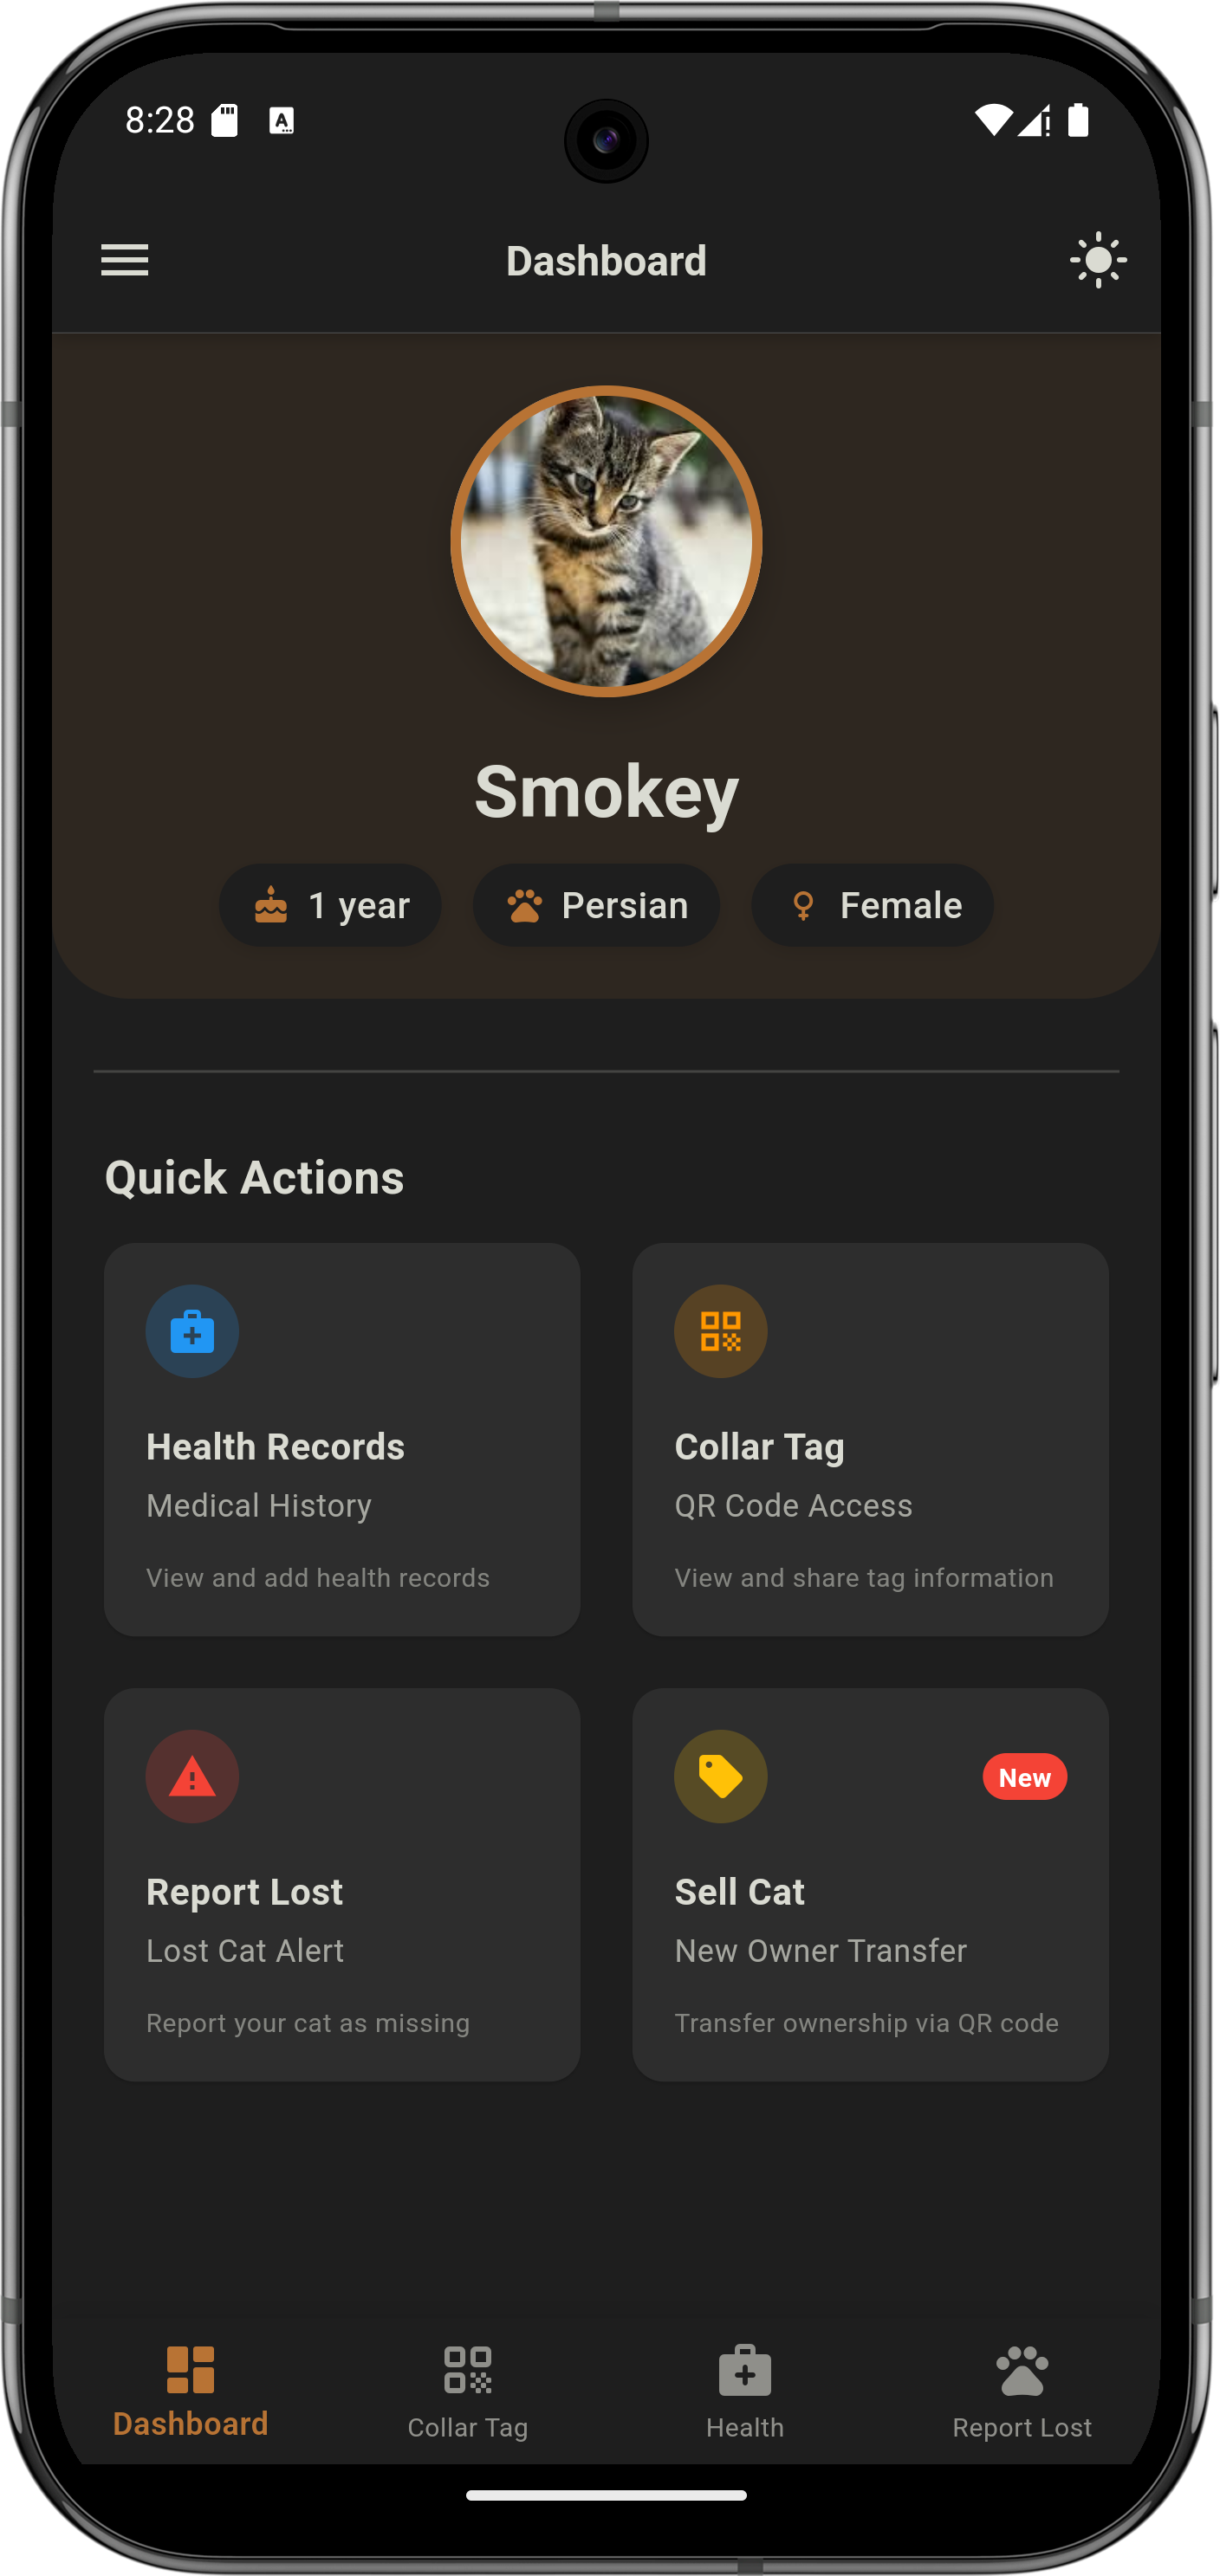 8:28
Dashboard
Smokey
1 year Persian Female
Quick Actions
Health Records
Medical History
View and add health records
Collar Tag
QR Code Access
View and share tag information
Report Lost
Lost Cat Alert
Report your cat as missing
New
Sell Cat
New Owner Transfer
Transfer ownership via QR code
Dashboard Collar Tag Health Report Lost